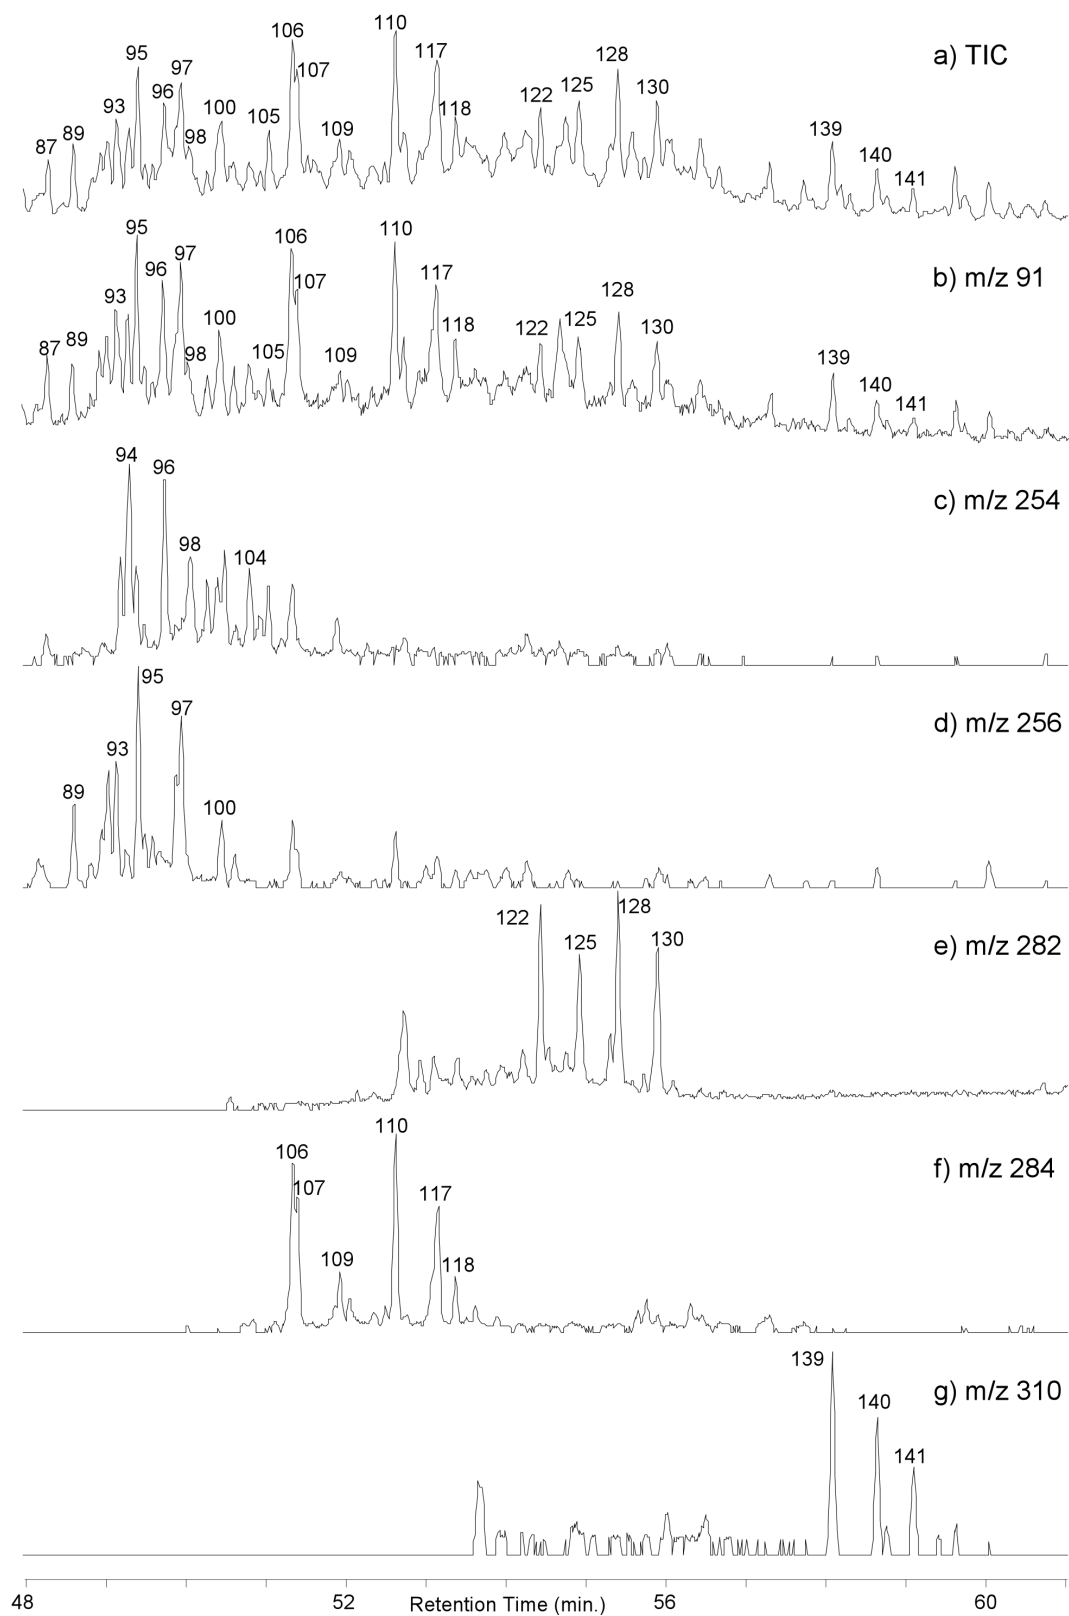 a) TIC
87 89 93 95 96 97 98 100 105 106 107 109 110 117 118 122 125 128 130 139 140 141
b) m/z 91
87 89 93 95 96 97 98 100 105 106 107 109 110 117 118 122 125 128 130 139 140 141
c) m/z 254
94 96 98 104
d) m/z 256
89 93 95 97 100
e) m/z 282
122 125 128 130
f) m/z 284
106 107 109 110 117 118
g) m/z 310
139 140 141
48 52 56 60
Retention Time (min.)